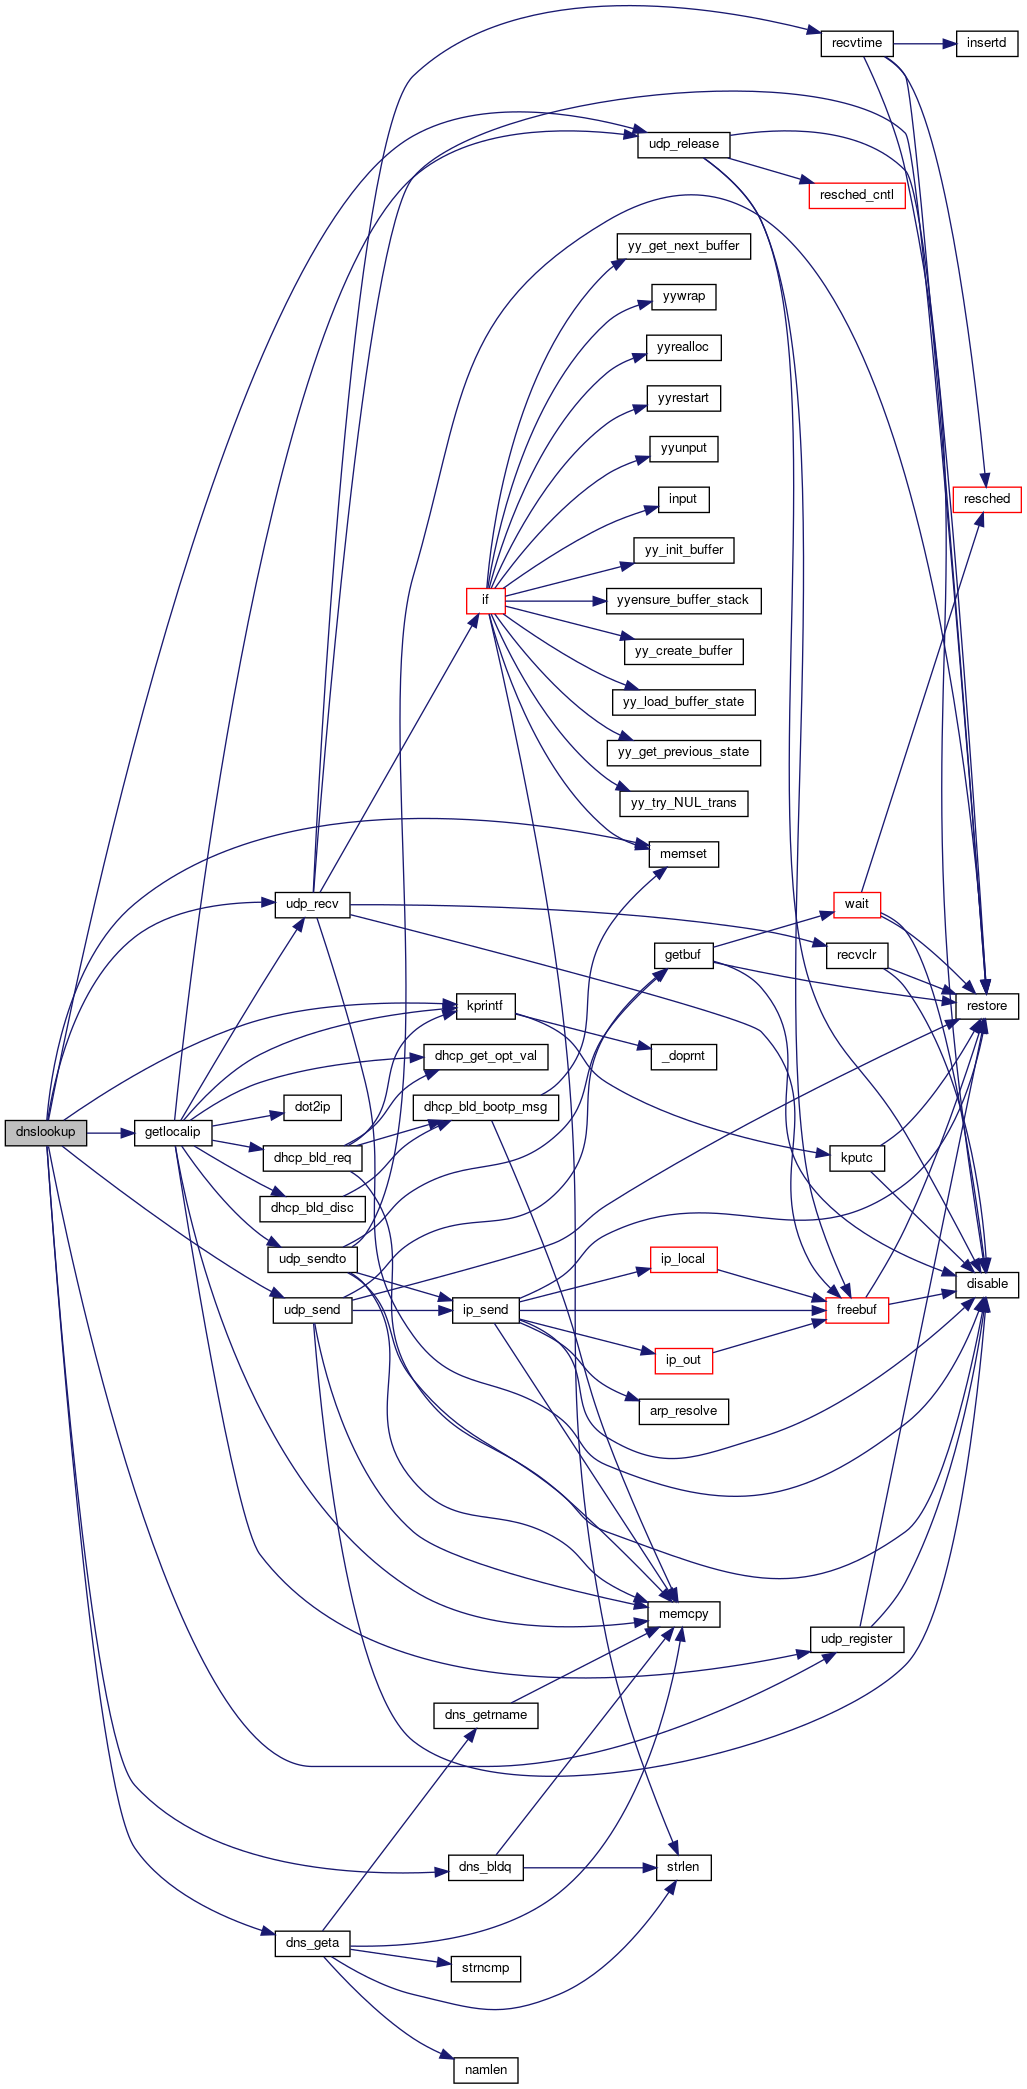 recvtime
insertd
udp_release
resched_cntl
yy_get_next_buffer
yywrap
yyrealloc
yyrestart
yyunput
input
resched
yy_init_buffer
if
yyensure_buffer_stack
yy_create_buffer
yy_load_buffer_state
yy_get_previous_state
yy_try_NUL_trans
memset
udp_recv
wait
getbuf
recvclr
kprintf
restore
dhcp_get_opt_val
_doprnt
dot2ip
dhcp_bld_bootp_msg
dnslookup
getlocalip
dhcp_bld_req
kputc
dhcp_bld_disc
udp_sendto
ip_local
disable
udp_send
ip_send
freebuf
ip_out
arp_resolve
memcpy
udp_register
dns_getrname
dns_bldq
strlen
dns_geta
strncmp
namlen